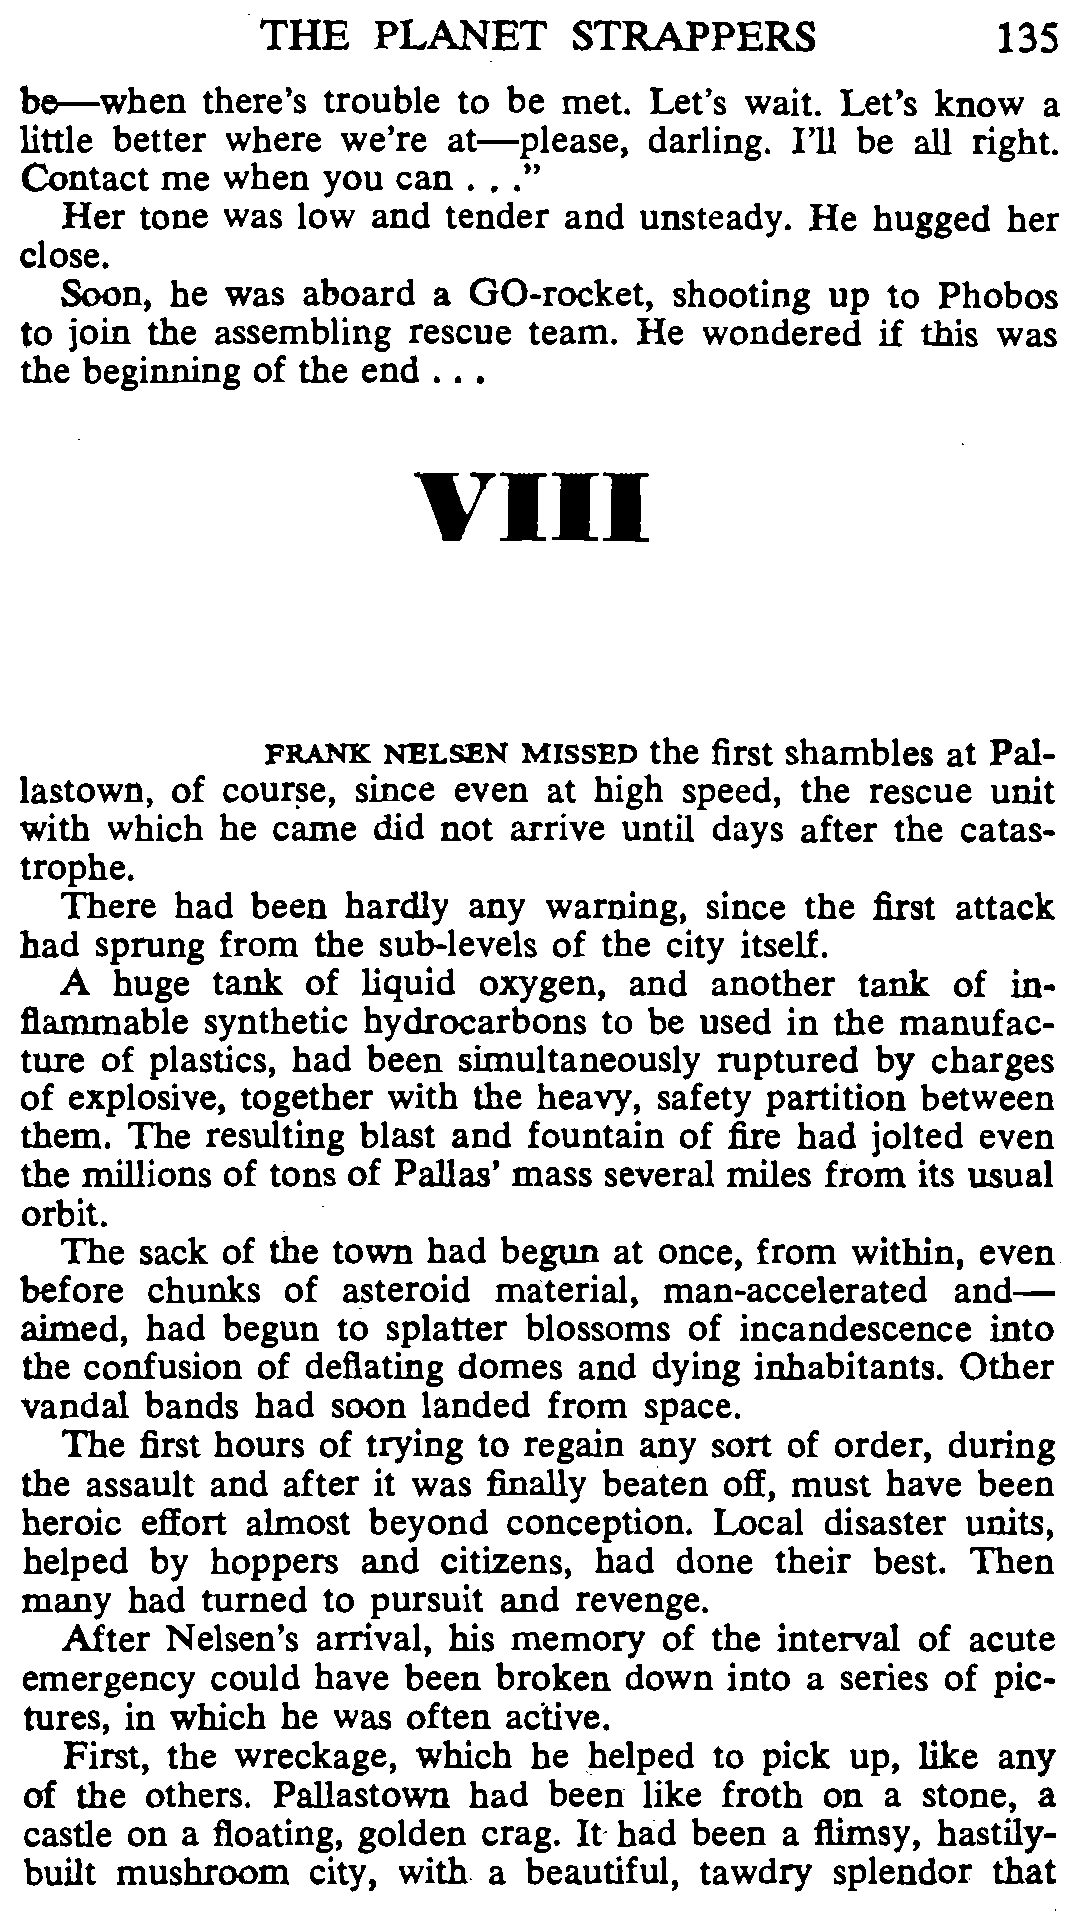 THE PLANET STRAPPERS 135
be—when there's trouble to be met. Let's wait. Let's know a
little better where we're at—please, darling. I'll be all right.
Contact me when you can . . ."
Her tone was low and tender and unsteady. He hugged her
close.
Soon, he was aboard a GO-rocket, shooting up to Phobos
to join the assembling rescue team. He wondered if this was
the beginning of the end . . .
VIII
FRANK NELSEN MISSED the first shambles at Pal-
lastown, of course, since even at high speed, the rescue unit
with which he came did not arrive until days after the catas-
trophe.
There had been hardly any warning, since the first attack
had sprung from the sub-levels of the city itself.
A huge tank of liquid oxygen, and another tank of in-
flammable synthetic hydrocarbons to be used in the manufac-
ture of plastics, had been simultaneously ruptured by charges
of explosive, together with the heavy, safety partition between
them. The resulting blast and fountain of fire had jolted even
the millions of tons of Pallas' mass several miles from its usual
orbit.
The sack of the town had begun at once, from within, even
before chunks of asteroid material, man-accelerated and—
aimed, had begun to splatter blossoms of incandescence into
the confusion of deflating domes and dying inhabitants. Other
vandal bands had soon landed from space.
The first hours of trying to regain any sort of order, during
the assault and after it was finally beaten off, must have been
heroic effort almost beyond conception. Local disaster units,
helped by hoppers and citizens, had done their best. Then
many had turned to pursuit and revenge.
After Nelsen's arrival, his memory of the interval of acute
emergency could have been broken down into a series of pic-
tures, in which he was often active.
First, the wreckage, which he helped to pick up, like any
of the others. Pallastown had been like froth on a stone, a
castle on a floating, golden crag. It had been a flimsy, hastily-
built mushroom city, with a beautiful, tawdry splendor that